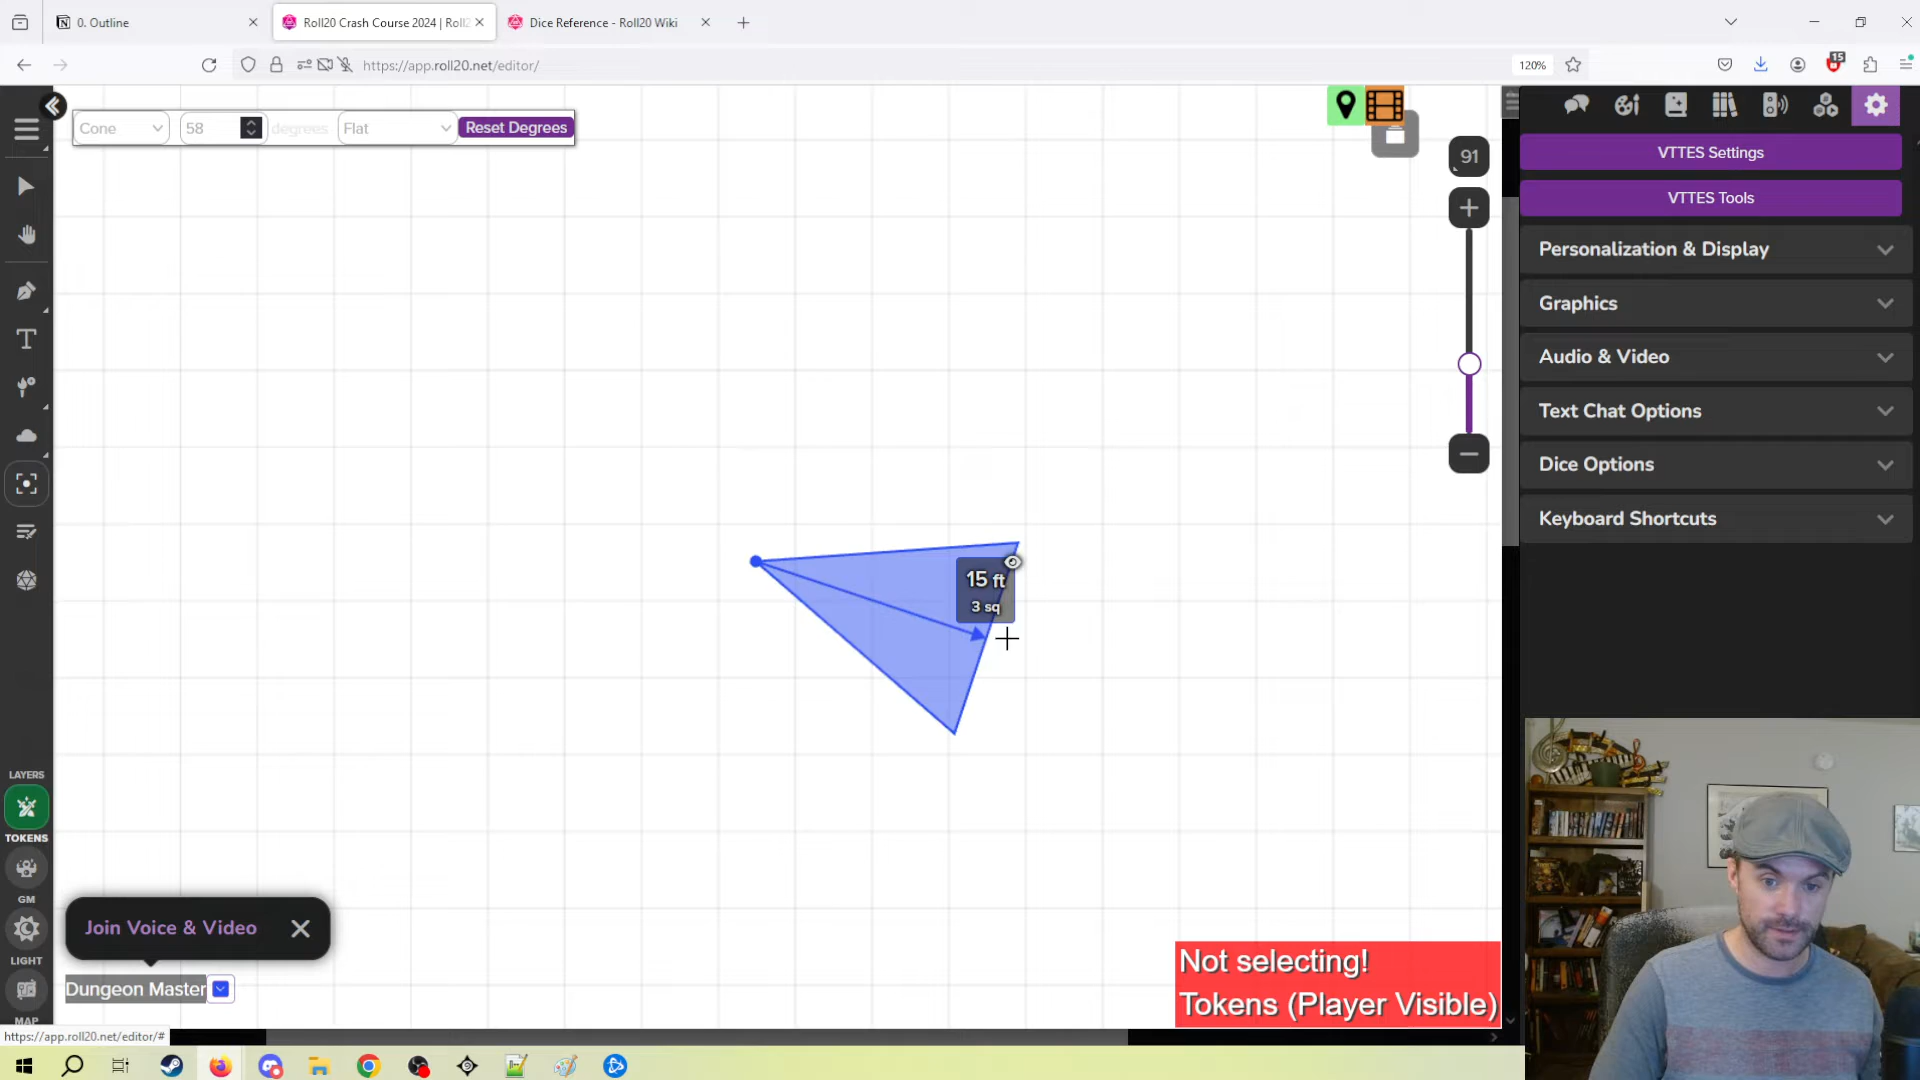 0. Outline
Roll20 Crash Course 2024 | Roll2
Dice Reference - Roll20 Wiki
https://app.roll20.net/editor/
120%
15
Cone
58
degrees
Flat
Reset Degrees
91
VTTES Settings
VTTES Tools
Personalization & Display
Graphics
Audio & Video
Text Chat Options
Dice Options
Keyboard Shortcuts
15 ft
3 sq
LAYERS
TOKENS
GM
LIGHT
MAP
Join Voice & Video
Dungeon Master
Not selecting!
Tokens (Player Visible)
https://app.roll20.net/editor/#